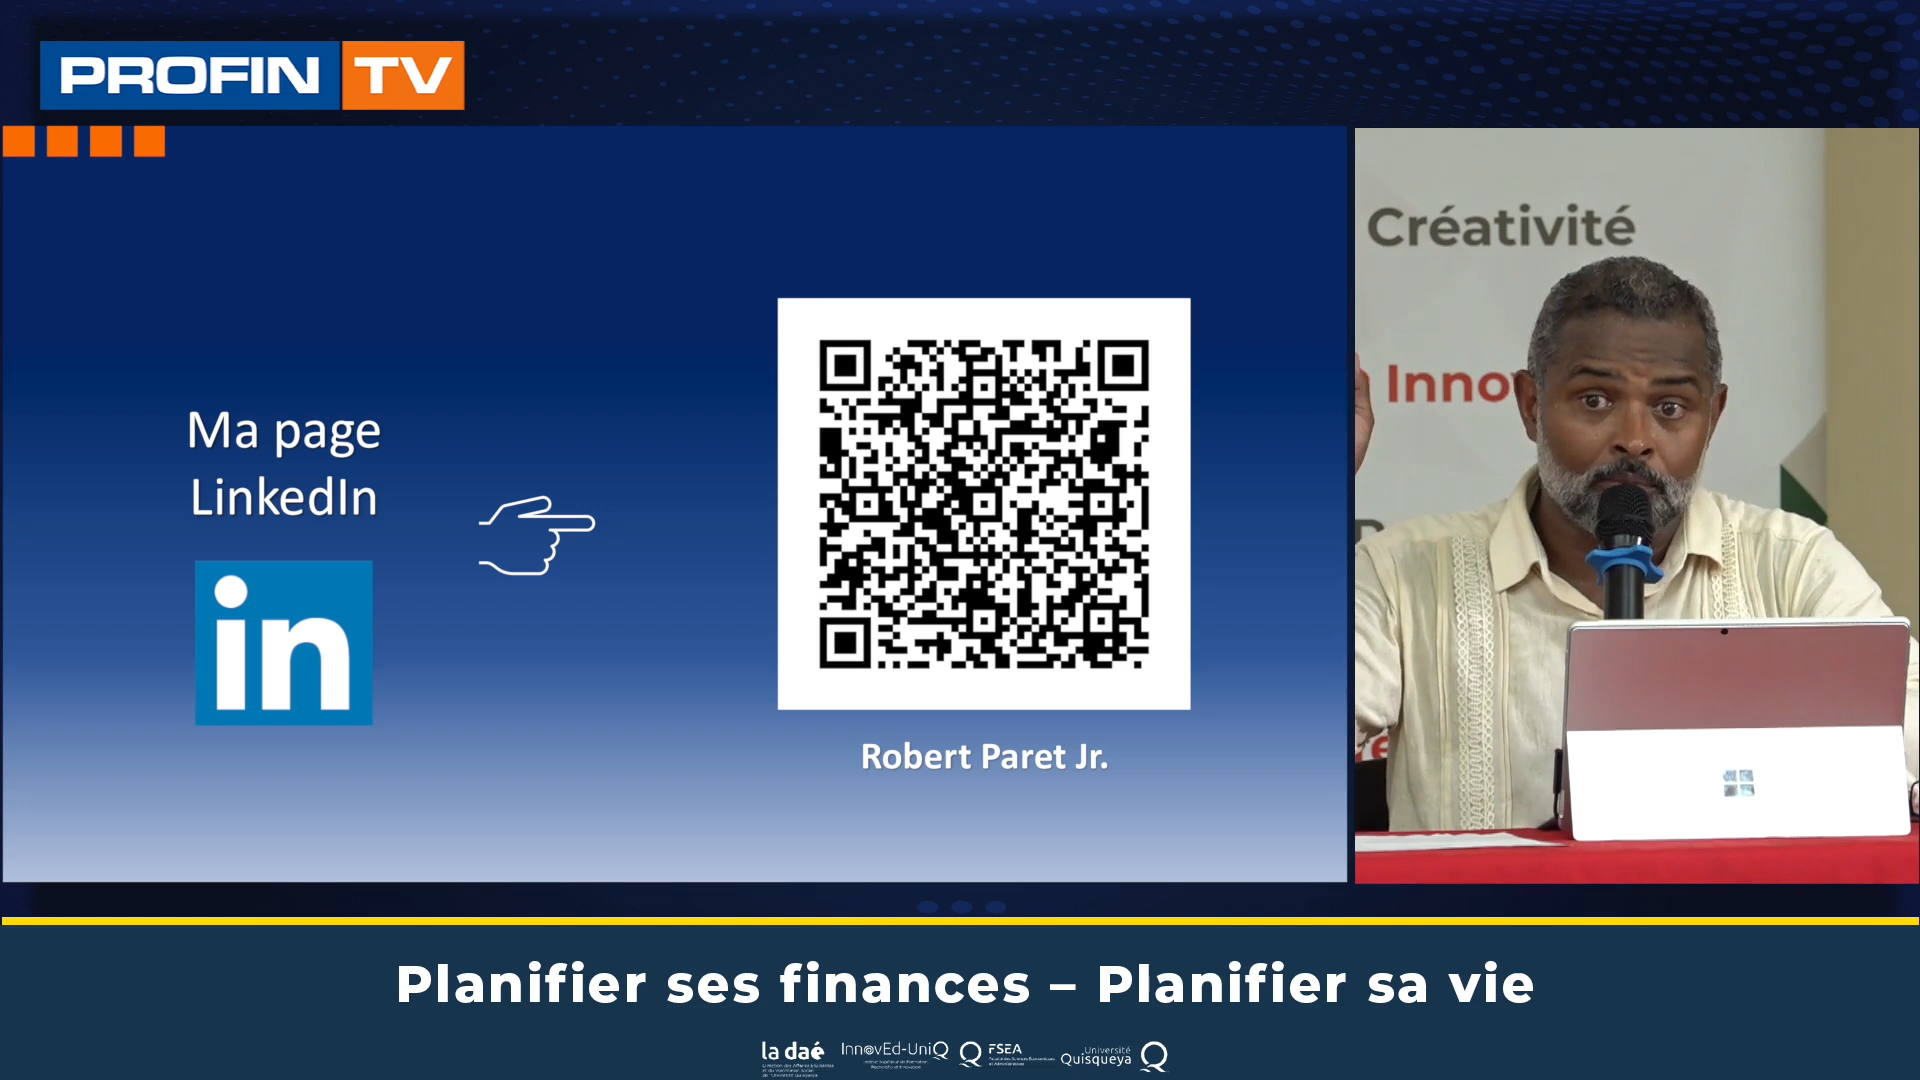 PROFIN TV
Ma page
LinkedIn
in
Robert Paret Jr.
Créativité
Inno
Planifier ses finances – Planifier sa vie
la daé
InnovEd-UniQ
FSEA
Université
Quisqueya